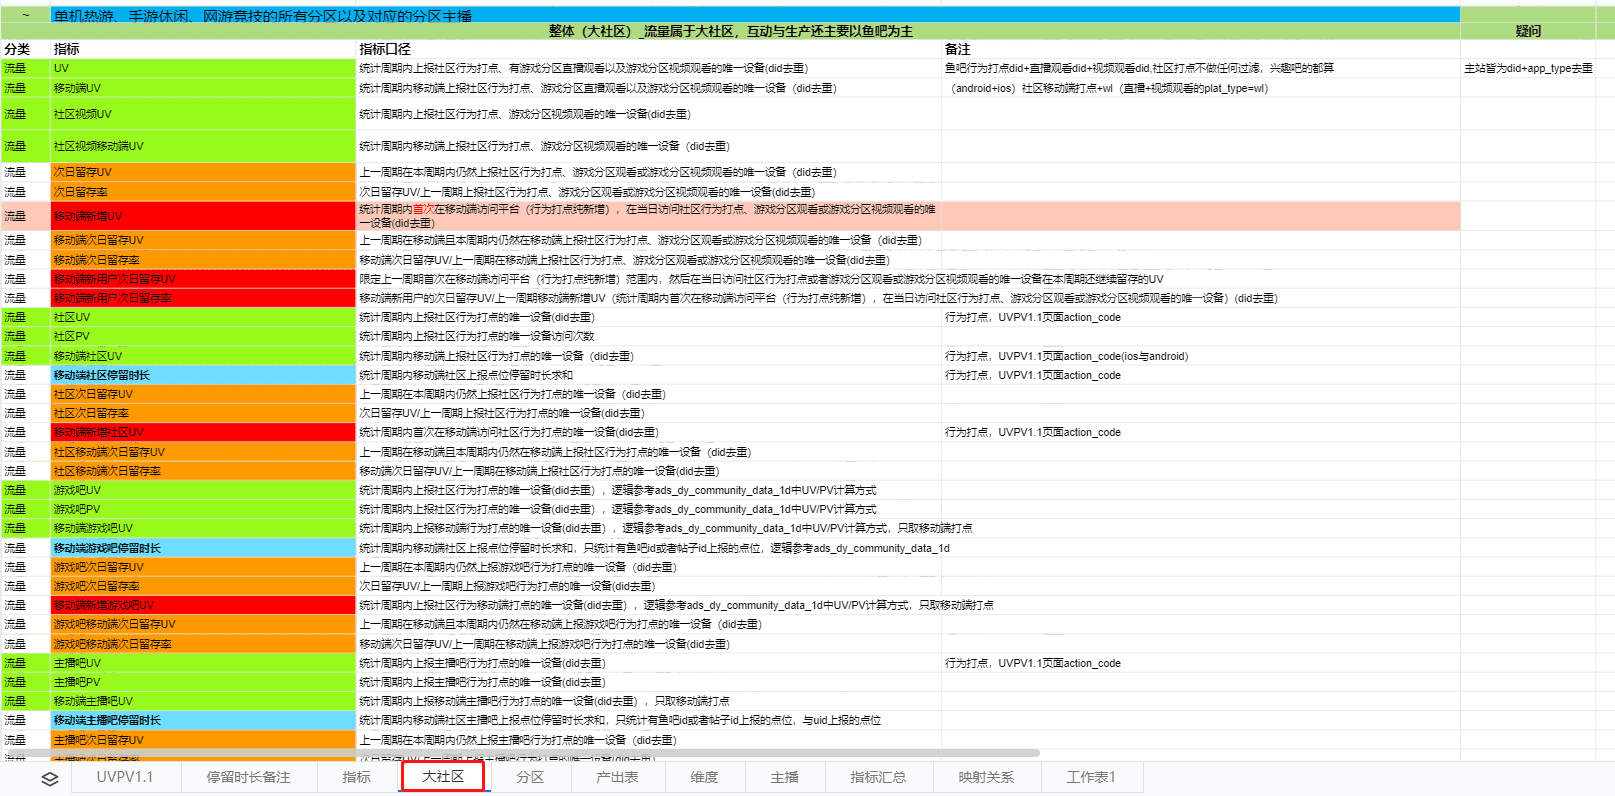 ~ 单机热游、手游休闲、网游竞技的所有分区以及对应的分区主播
整体（大社区）_流量属于大社区，互动与生产还主要以鱼吧为主 疑问
分类 指标 指标口径 备注
流量 UV 统计周期内上报社区行为打点、有游戏分区直播观看以及游戏分区视频观看的唯一设备(did去重) 鱼吧行为打点did+直播观看did+视频观看did,社区打点不做任何过滤，兴趣吧的都算 主站皆为did+app_type去重
流量 移动端UV 统计周期内移动端上报社区行为打点、游戏分区直播观看以及游戏分区视频观看的唯一设备（did去重） （android+ios）社区移动端打点+wl（直播+视频观看的plat_type=wl）
流量 社区视频UV 统计周期内上报社区行为打点、游戏分区视频观看的唯一设备(did去重)
流量 社区视频移动端UV 统计周期内移动端上报社区行为打点、游戏分区视频观看的唯一设备（did去重）
流量 次日留存UV 上一周期在本周期内仍然上报社区行为打点、游戏分区观看或游戏分区视频观看的唯一设备（did去重）
流量 次日留存率 次日留存UV/上一周期上报社区行为打点、游戏分区观看或游戏分区视频观看的唯一设备(did去重)
流量 移动端新增UV 统计周期内首次在移动端访问平台（行为打点纯新增），在当日访问社区行为打点、游戏分区观看或游戏分区视频观看的唯
一设备(did去重)
流量 移动端次日留存UV 上一周期在移动端且本周期内仍然在移动端上报社区行为打点、游戏分区观看或游戏分区视频观看的唯一设备（did去重）
流量 移动端次日留存率 移动端次日留存UV/上一周期在移动端上报社区行为打点、游戏分区观看或游戏分区视频观看的唯一设备(did去重)
流量 移动端新用户次日留存UV 限定上一周期首次在移动端访问平台（行为打点纯新增）范围内，然后在当日访问社区行为打点或者游戏分区观看或游戏分区视频观看的唯一设备在本周期还继续留存的UV
流量 移动端新用户次日留存率 移动端新用户的次日留存UV/上一周期移动端新增UV（统计周期内首次在移动端访问平台（行为打点纯新增），在当日访问社区行为打点、游戏分区观看或游戏分区视频观看的唯一设备）(did去重)
流量 社区UV 统计周期内上报社区行为打点的唯一设备(did去重) 行为打点，UVPV1.1页面action_code
流量 社区PV 统计周期内上报社区行为打点的唯一设备访问次数
流量 移动端社区UV 统计周期内移动端上报社区行为打点的唯一设备（did去重） 行为打点，UVPV1.1页面action_code(ios与android)
流量 移动端社区停留时长 统计周期内移动端社区上报点位停留时长求和 行为打点，UVPV1.1页面action_code
流量 社区次日留存UV 上一周期在本周期内仍然上报社区行为打点的唯一设备（did去重）
流量 社区次日留存率 次日留存UV/上一周期上报社区行为打点的唯一设备(did去重)
流量 移动端新增社区UV 统计周期内首次在移动端访问社区行为打点的唯一设备(did去重) 行为打点，UVPV1.1页面action_code
流量 社区移动端次日留存UV 上一周期在移动端且本周期内仍然在移动端上报社区行为打点的唯一设备（did去重）
流量 社区移动端次日留存率 移动端次日留存UV/上一周期在移动端上报社区行为打点的唯一设备(did去重)
流量 游戏吧UV 统计周期内上报社区行为打点的唯一设备(did去重)，逻辑参考ads_dy_community_data_1d中UV/PV计算方式
流量 游戏吧PV 统计周期内上报社区行为打点的唯一设备(did去重)，逻辑参考ads_dy_community_data_1d中UV/PV计算方式
流量 移动端游戏吧UV 统计周期内上报移动端行为打点的唯一设备(did去重)，逻辑参考ads_dy_community_data_1d中UV/PV计算方式，只取移动端打点
流量 移动端游戏吧停留时长 统计周期内移动端社区上报点位停留时长求和，只统计有鱼吧id或者帖子id上报的点位，逻辑参考ads_dy_community_data_1d
流量 游戏吧次日留存UV 上一周期在本周期内仍然上报游戏吧行为打点的唯一设备（did去重）
流量 游戏吧次日留存率 次日留存UV/上一周期上报游戏吧行为打点的唯一设备(did去重)
流量 移动端新增游戏吧UV 统计周期内上报社区行为移动端打点的唯一设备(did去重)，逻辑参考ads_dy_community_data_1d中UV/PV计算方式，只取移动端打点
流量 游戏吧移动端次日留存UV 上一周期在移动端且本周期内仍然在移动端上报游戏吧行为打点的唯一设备（did去重）
流量 游戏吧移动端次日留存率 移动端次日留存UV/上一周期在移动端上报游戏吧行为打点的唯一设备(did去重)
流量 主播吧UV 统计周期内上报主播吧行为打点的唯一设备(did去重) 行为打点，UVPV1.1页面action_code
流量 主播吧PV 统计周期内上报主播吧行为打点的唯一设备(did去重)
流量 移动端主播吧UV 统计周期内上报移动端主播吧行为打点的唯一设备(did去重)，只取移动端打点
流量 移动端主播吧停留时长 统计周期内移动端社区主播吧上报点位停留时长求和，只统计有鱼吧id或者帖子id上报的点位，与uid上报的点位
流量 主播吧次日留存UV 上一周期在本周期内仍然上报主播吧行为打点的唯一设备（did去重）
UVPV1.1 停留时长备注 指标 大社区 分区 产出表 维度 主播 指标汇总 映射关系 工作表1